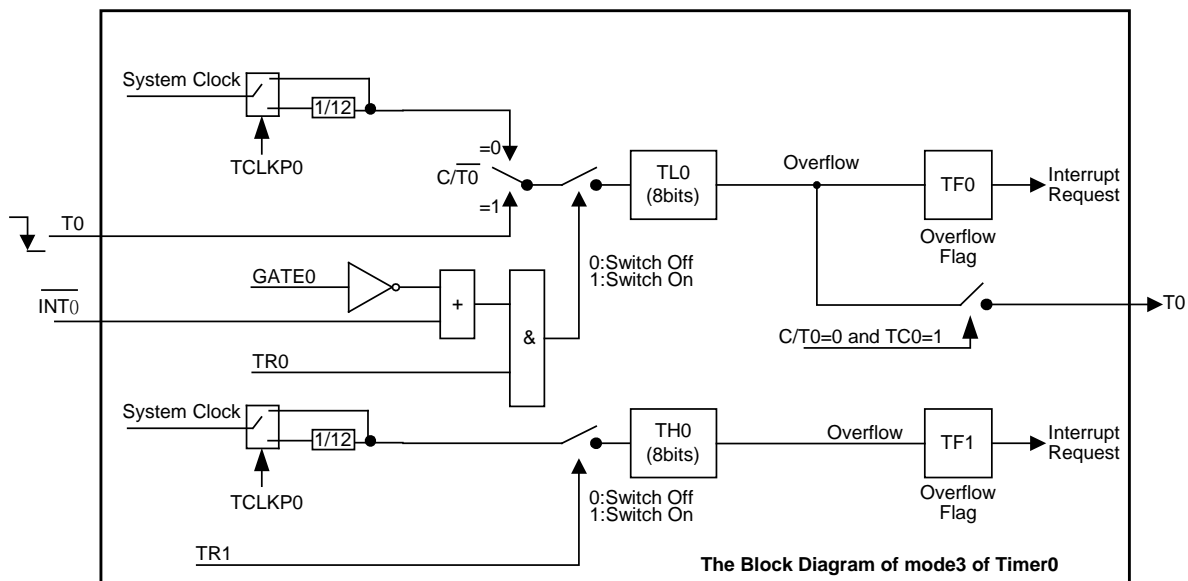 System Clock
1/12
TCLKP0
=0
C/T0
=1
TL0
(8bits)
Overflow
TF0
Interrupt
Request
Overflow
Flag
T0
0:Switch Off
1:Switch On
GATE0
INT0
+
&
TR0
C/T0=0 and TC0=1
T0
System Clock
1/12
TCLKP0
TH0
(8bits)
Overflow
TF1
Interrupt
Request
Overflow
Flag
0:Switch Off
1:Switch On
TR1
The Block Diagram of mode3 of Timer0